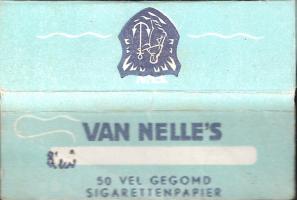 VAN NELLE'S
50 VEL GEGOMD
SIGARETTENPAPIER